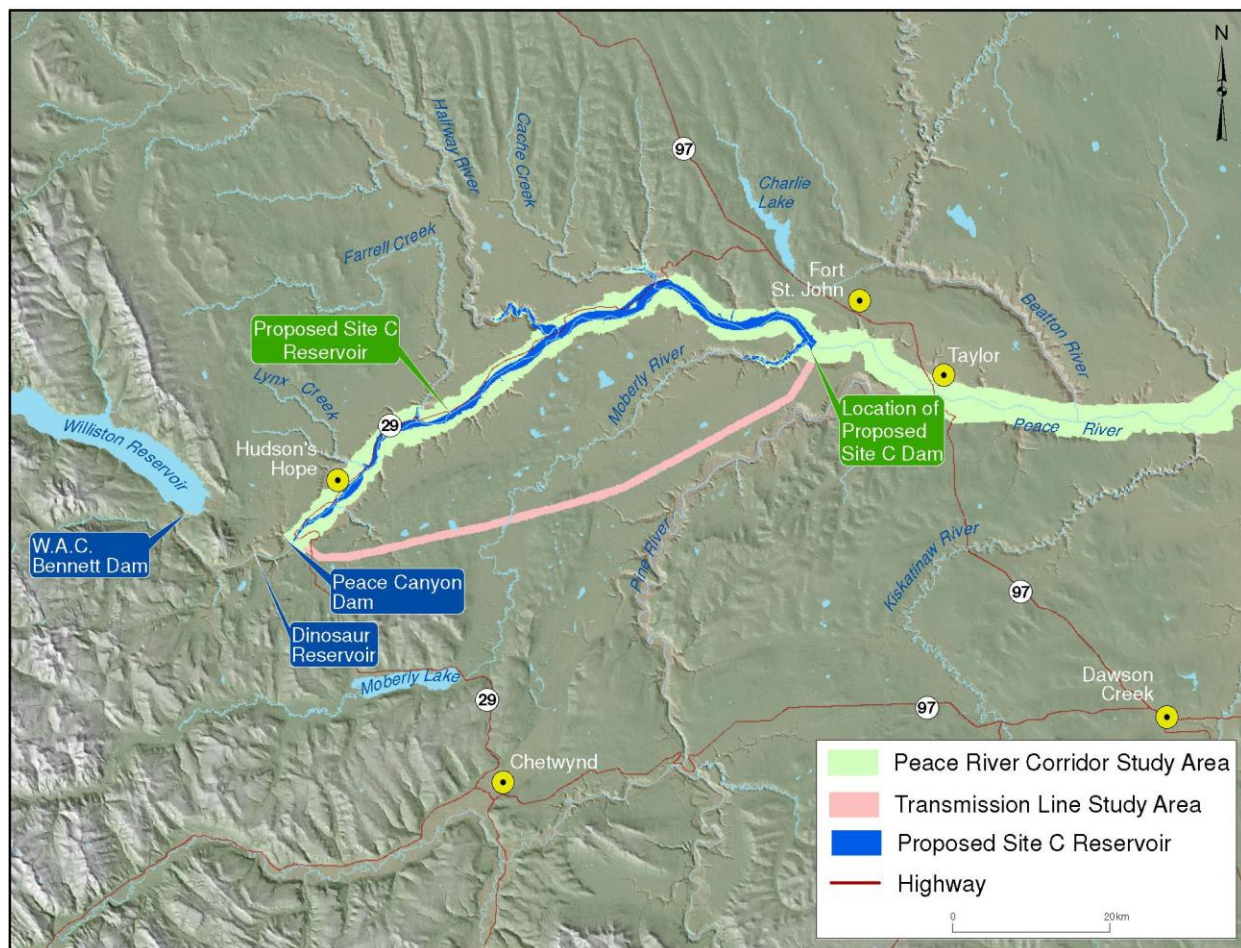 N
Halfway River
Cache Creek
97
Charlie
Lake
Farrell Creek
Fort
St. John
Beatton River
Proposed Site C
Reservoir
Moberly River
Taylor
Lynx Creek
29
Location of
Proposed
Site C Dam
Peace River
Williston Reservoir
Hudson's
Hope
W.A.C.
Bennett Dam
Peace Canyon
Dam
Pine River
Kiskatinaw River
97
Dinosaur
Reservoir
Moberly Lake
29
97
Dawson
Creek
Chetwynd
Peace River Corridor Study Area
Transmission Line Study Area
Proposed Site C Reservoir
Highway
0 20km